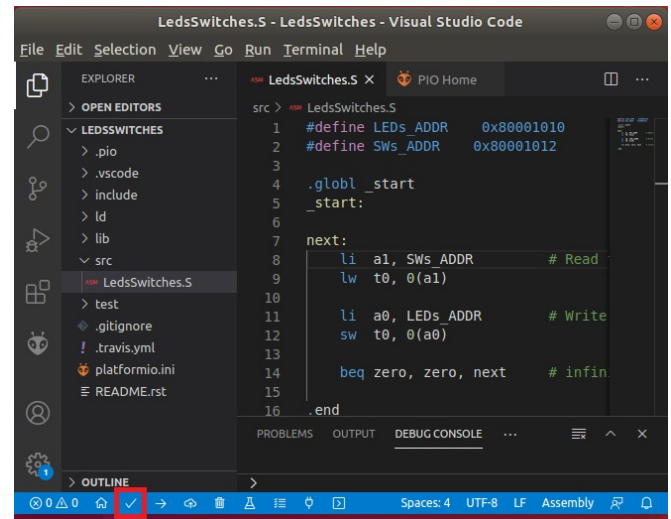 LedsSwitches.S - LedsSwitches - Visual Studio Code
File Edit Selection View Go Run Terminal Help
EXPLORER ···
> OPEN EDITORS
LEDSSWITCHES
> .pio
> .vscode
> include
> ld
> lib
src
ASM LedsSwitches.S
> test
.gitignore
! .travis.yml
platformio.ini
README.rst
> OUTLINE
1
ASM LedsSwitches.S × PIO Home ···
src > ASM LedsSwitches.S
1 #define LEDs_ADDR 0x80001010
2 #define SWs_ADDR 0x80001012
3
4 .globl _start
5 _start:
6
7 next:
8 li a1, SWs_ADDR # Read
9 lw t0, 0(a1)
10
11 li a0, LEDs_ADDR # Write
12 sw t0, 0(a0)
13
14 beq zero, zero, next # infin
15
16 .end
PROBLEMS OUTPUT DEBUG CONSOLE ···
>
0 0 Spaces: 4 UTF-8 LF Assembly